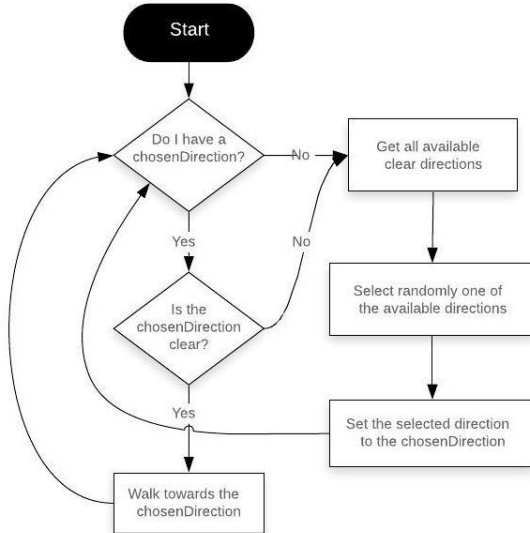 Start
Do I have a
chosenDirection?
No
Get all available
clear directions
Yes
No
Is the
chosenDirection
clear?
Select randomly one of
the available directions
Yes
Set the selected direction
to the chosenDirection
Walk towards the
chosenDirection